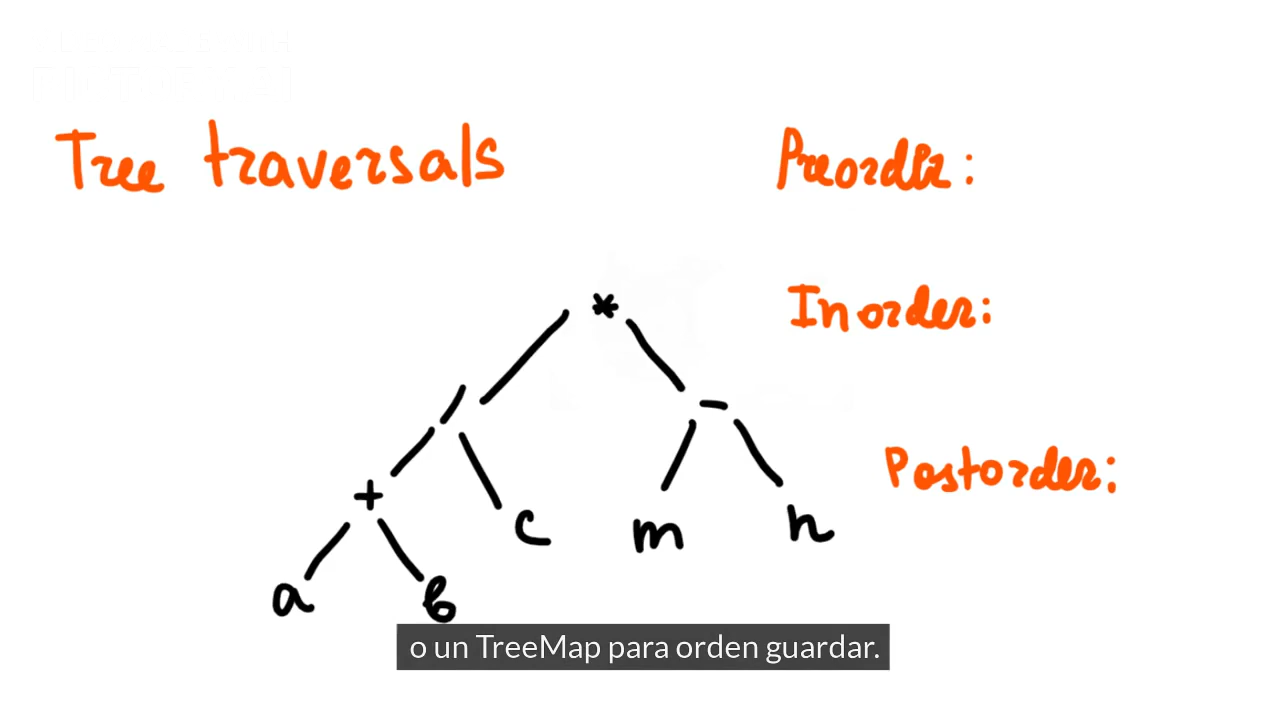 Tree traversals
Preorder:
Inorder:
Postorder:
*
/
-
+
c
m
n
a
b
o un TreeMap para orden guardar.